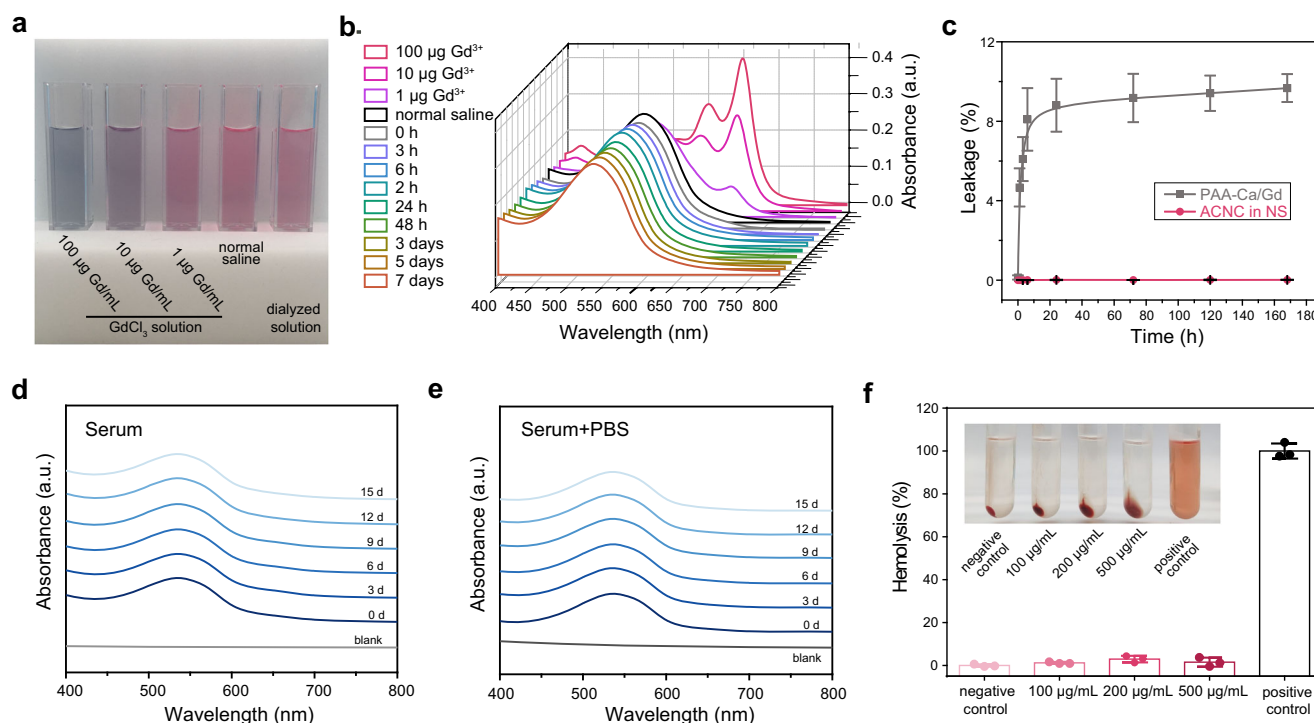 a
100 µg Gd/mL
10 µg Gd/mL
1 µg Gd/mL
normal
saline
dialyzed
solution
GdCl3 solution
b.
100 µg Gd³⁺
10 µg Gd³⁺
1 µg Gd³⁺
normal saline
0 h
3 h
6 h
2 h
24 h
48 h
3 days
5 days
7 days
0.4
0.3
0.2
0.1
0.0
Absorbance (a.u.)
400 450 500 550 600 650 700 750 800
Wavelength (nm)
c
12
8
4
0
Leakage (%)
PAA-Ca/Gd
ACNC in NS
0 20 40 60 80 100 120 140 160 180
Time (h)
d
Serum
Absorbance (a.u.)
15 d
12 d
9 d
6 d
3 d
0 d
blank
400 500 600 700 800
Wavelength (nm)
e
Serum+PBS
Absorbance (a.u.)
15 d
12 d
9 d
6 d
3 d
0 d
blank
400 500 600 700 800
Wavelength (nm)
f
120
100
80
60
40
20
0
Hemolysis (%)
negative
control
100 µg/mL
200 µg/mL
500 µg/mL
positive
control
negative
control
100 µg/mL
200 µg/mL
500 µg/mL
positive
control